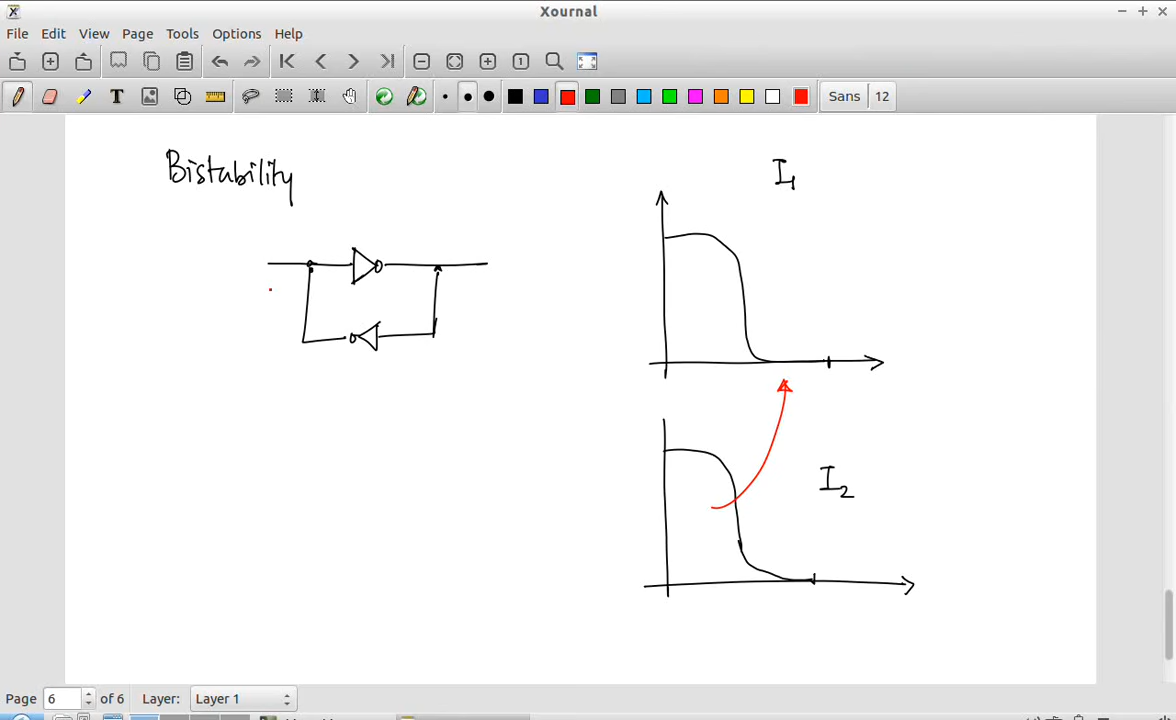 Xournal
File Edit View Page Tools Options Help
Sans 12
Bistability
I1
I2
Page 6 of 6 Layer: Layer 1